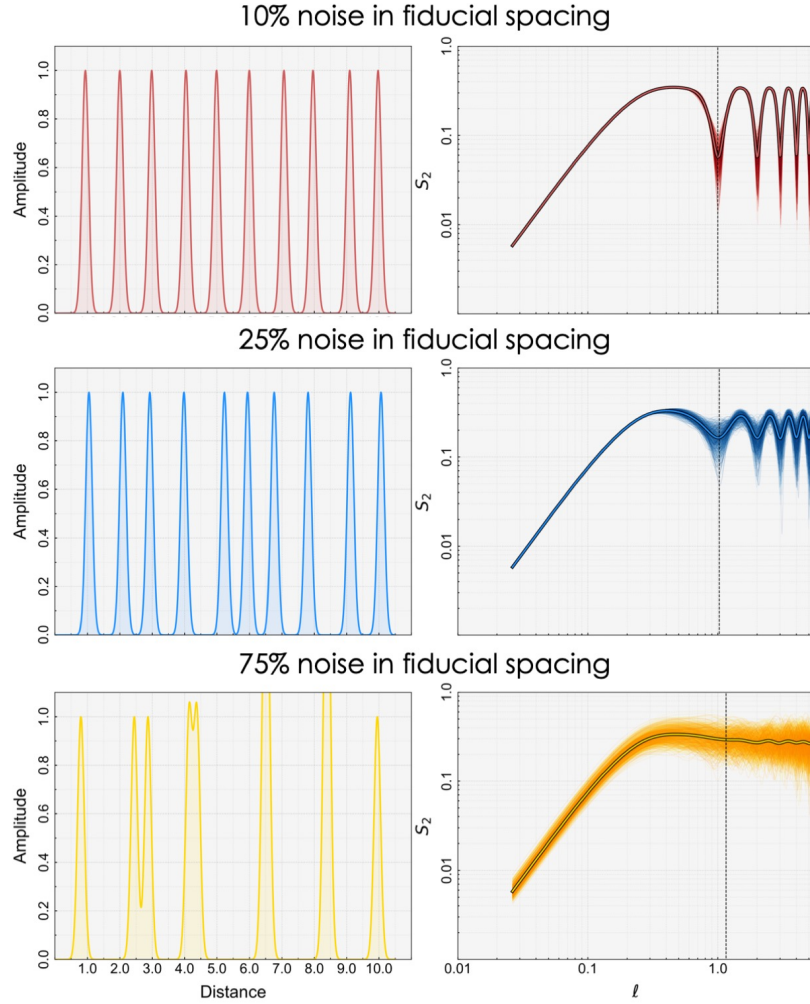 10% noise in fiducial spacing
Amplitude
1.0
0.8
0.6
0.4
0.2
0.0
S₂
1.0
0.1
0.01
25% noise in fiducial spacing
Amplitude
1.0
0.8
0.6
0.4
0.2
0.0
S₂
1.0
0.1
0.01
75% noise in fiducial spacing
Amplitude
1.0
0.8
0.6
0.4
0.2
0.0
1.0 2.0 3.0 4.0 5.0 6.0 7.0 8.0 9.0 10.0
Distance
S₂
1.0
0.1
0.01
0.01 0.1 1.0
ℓ